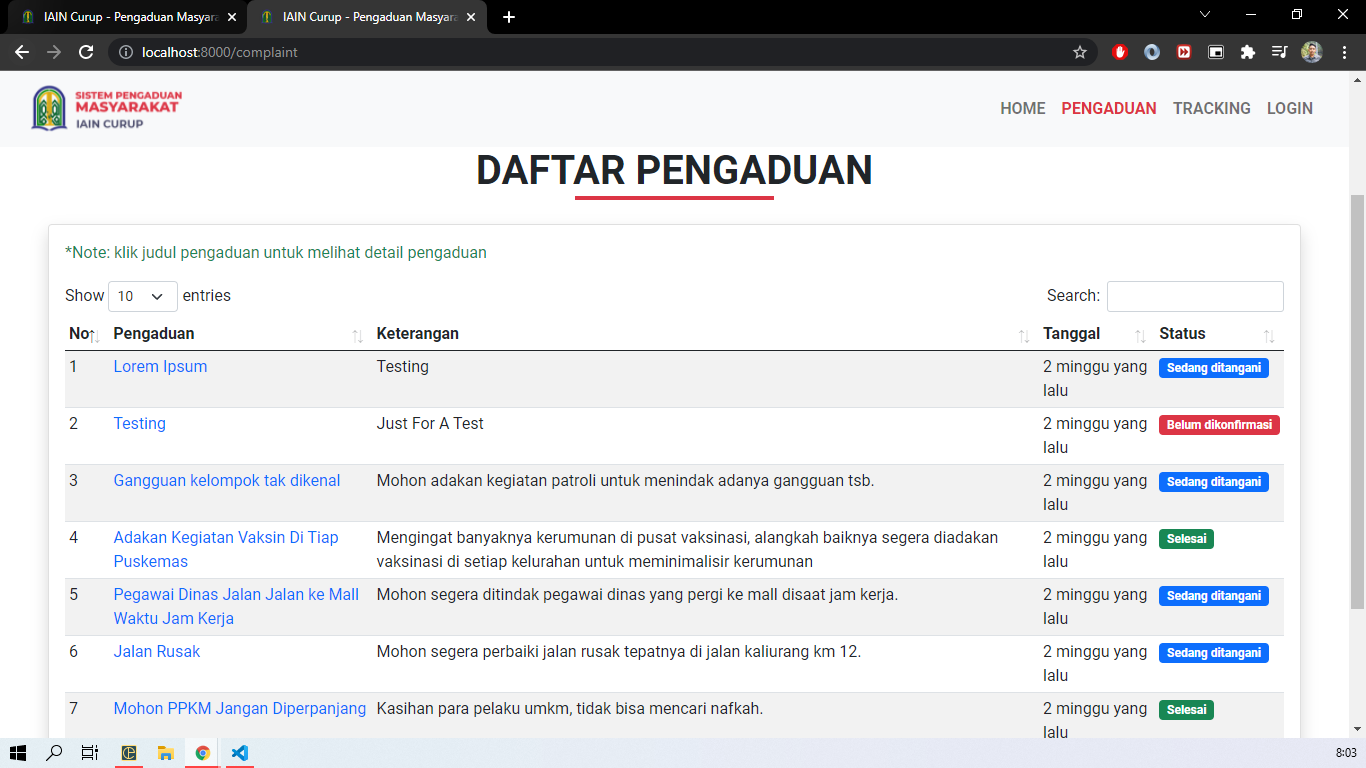 IAIN Curup - Pengaduan Masyara
IAIN Curup - Pengaduan Masyara
localhost:8000/complaint
SISTEM PENGADUAN
MASYARAKAT
IAIN CURUP
HOME PENGADUAN TRACKING LOGIN
DAFTAR PENGADUAN
*Note: klik judul pengaduan untuk melihat detail pengaduan
Show 10 entries Search:
No Pengaduan Keterangan Tanggal Status
1 Lorem Ipsum Testing 2 minggu yang Sedang ditangani
lalu
2 Testing Just For A Test 2 minggu yang Belum dikonfirmasi
lalu
3 Gangguan kelompok tak dikenal Mohon adakan kegiatan patroli untuk menindak adanya gangguan tsb. 2 minggu yang Sedang ditangani
lalu
4 Adakan Kegiatan Vaksin Di Tiap Mengingat banyaknya kerumunan di pusat vaksinasi, alangkah baiknya segera diadakan 2 minggu yang Selesai
Puskemas vaksinasi di setiap kelurahan untuk meminimalisir kerumunan lalu
5 Pegawai Dinas Jalan Jalan ke Mall Mohon segera ditindak pegawai dinas yang pergi ke mall disaat jam kerja. 2 minggu yang Sedang ditangani
Waktu Jam Kerja lalu
6 Jalan Rusak Mohon segera perbaiki jalan rusak tepatnya di jalan kaliurang km 12. 2 minggu yang Sedang ditangani
lalu
7 Mohon PPKM Jangan Diperpanjang Kasihan para pelaku umkm, tidak bisa mencari nafkah. 2 minggu yang Selesai
lalu
8:03